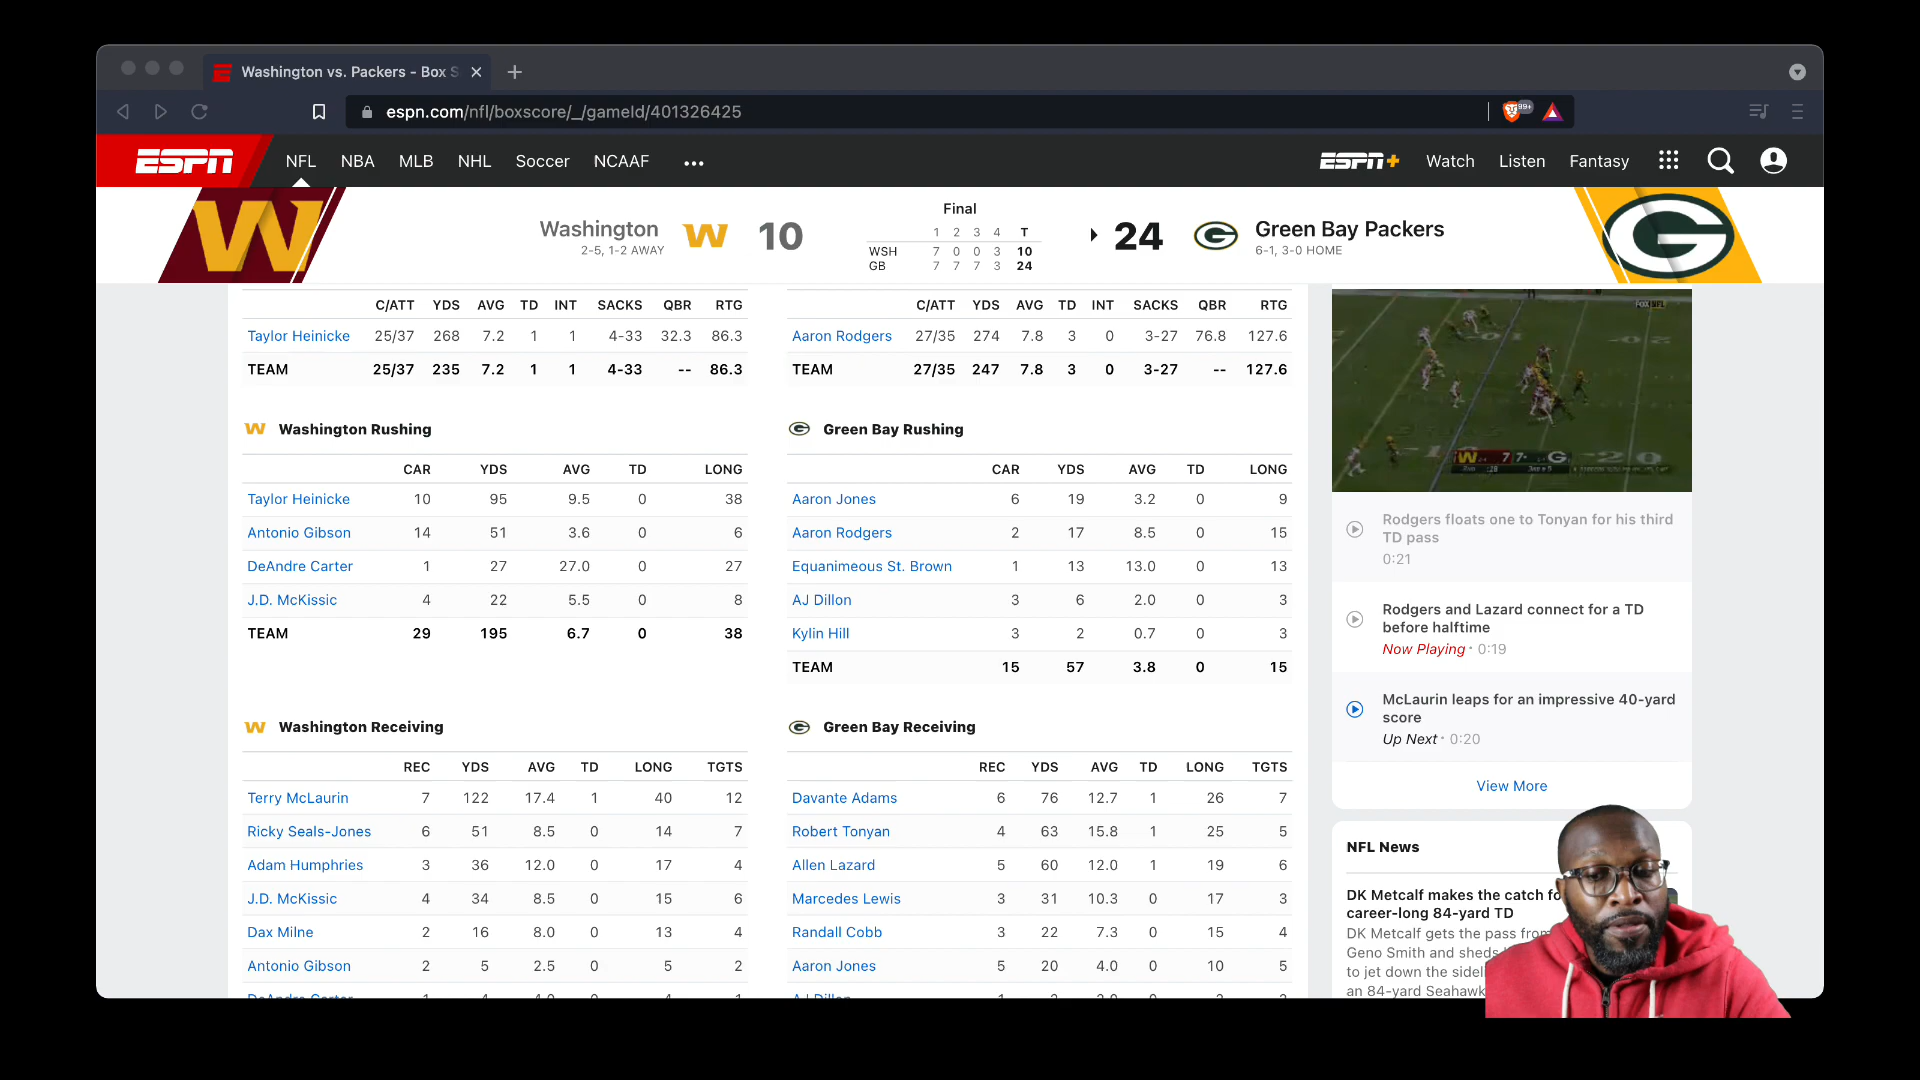 Washington vs. Packers - Box S
espn.com/nfl/boxscore/_/gameId/401326425
99+
ESPN NFL NBA MLB NHL Soccer NCAAF ESPN+ Watch Listen Fantasy
Washington
2-5, 1-2 AWAY
W 10
Final
1 2 3 4 T
WSH 7 0 0 3 10
GB 7 7 7 3 24
24
Green Bay Packers
6-1, 3-0 HOME
C/ATT YDS AVG TD INT SACKS QBR RTG
Taylor Heinicke 25/37 268 7.2 1 1 4-33 32.3 86.3
TEAM 25/37 235 7.2 1 1 4-33 -- 86.3
C/ATT YDS AVG TD INT SACKS QBR RTG
Aaron Rodgers 27/35 274 7.8 3 0 3-27 76.8 127.6
TEAM 27/35 247 7.8 3 0 3-27 -- 127.6
Washington Rushing
CAR YDS AVG TD LONG
Taylor Heinicke 10 95 9.5 0 38
Antonio Gibson 14 51 3.6 0 6
DeAndre Carter 1 27 27.0 0 27
J.D. McKissic 4 22 5.5 0 8
TEAM 29 195 6.7 0 38
Green Bay Rushing
CAR YDS AVG TD LONG
Aaron Jones 6 19 3.2 0 9
Aaron Rodgers 2 17 8.5 0 15
Equanimeous St. Brown 1 13 13.0 0 13
AJ Dillon 3 6 2.0 0 3
Kylin Hill 3 2 0.7 0 3
TEAM 15 57 3.8 0 15
Washington Receiving
REC YDS AVG TD LONG TGTS
Terry McLaurin 7 122 17.4 1 40 12
Ricky Seals-Jones 6 51 8.5 0 14 7
Adam Humphries 3 36 12.0 0 17 4
J.D. McKissic 4 34 8.5 0 15 6
Dax Milne 2 16 8.0 0 13 4
Antonio Gibson 2 5 2.5 0 5 2
Green Bay Receiving
REC YDS AVG TD LONG TGTS
Davante Adams 6 76 12.7 1 26 7
Robert Tonyan 4 63 15.8 1 25 5
Allen Lazard 5 60 12.0 1 19 6
Marcedes Lewis 3 31 10.3 0 17 3
Randall Cobb 3 22 7.3 0 15 4
Aaron Jones 5 20 4.0 0 10 5
Rodgers floats one to Tonyan for his third
TD pass
0:21
Rodgers and Lazard connect for a TD
before halftime
Now Playing · 0:19
McLaurin leaps for an impressive 40-yard
score
Up Next · 0:20
View More
NFL News
DK Metcalf makes the catch fo
career-long 84-yard TD
DK Metcalf gets the pass from
Geno Smith and sheds
to jet down the sidel
an 84-yard Seahawk